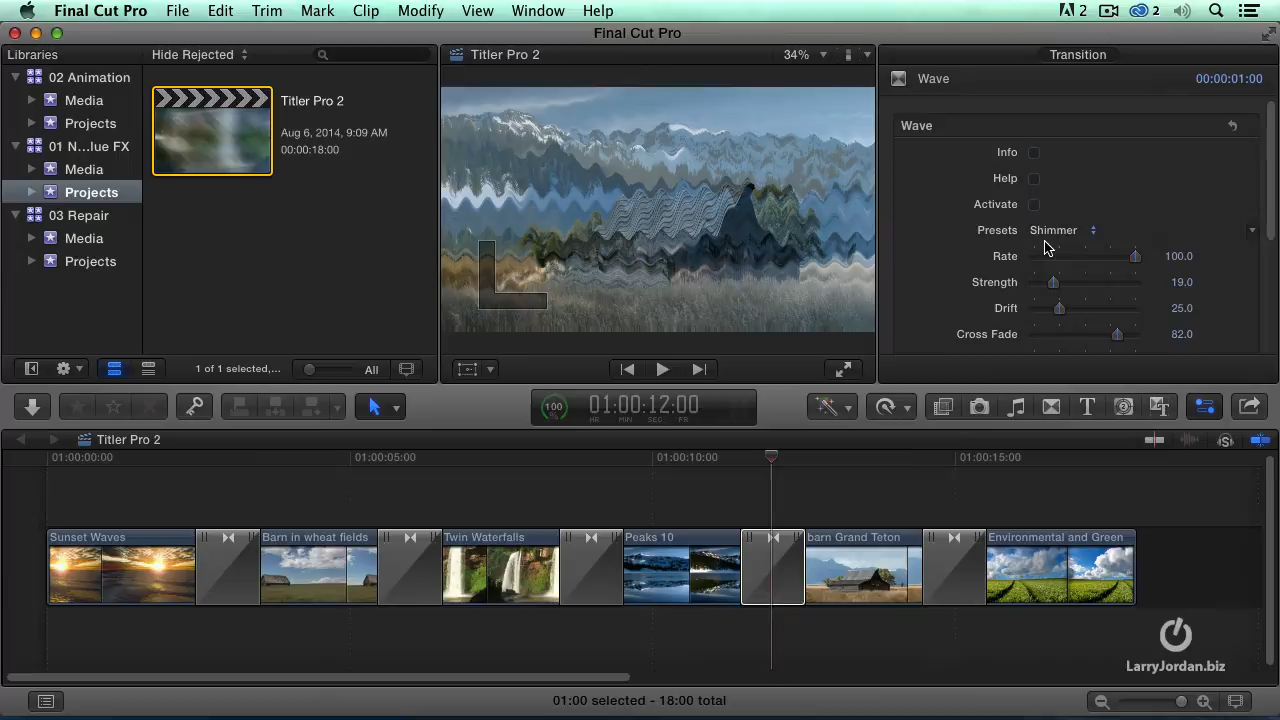 Final Cut Pro File Edit Trim Mark Clip Modify View Window Help 2 2
Final Cut Pro
Libraries Hide Rejected Titler Pro 2 34% Transition
02 Animation
Media
Projects
01 N...lue FX
Media
Projects
03 Repair
Media
Projects
Titler Pro 2
Aug 6, 2014, 9:09 AM
00:00:18:00
Wave 00:00:01:00
Wave
Info
Help
Activate
Presets Shimmer
Rate 100.0
Strength 19.0
Drift 25.0
Cross Fade 82.0
1 of 1 selected,... All
100 % 01:00:12:00
HR MIN SEC FR
Titler Pro 2
01:00:00:00 01:00:05:00 01:00:10:00 01:00:15:00
Sunset Waves Barn in wheat fields Twin Waterfalls Peaks 10 barn Grand Teton Environmental and Green
LarryJordan.biz
01:00 selected - 18:00 total